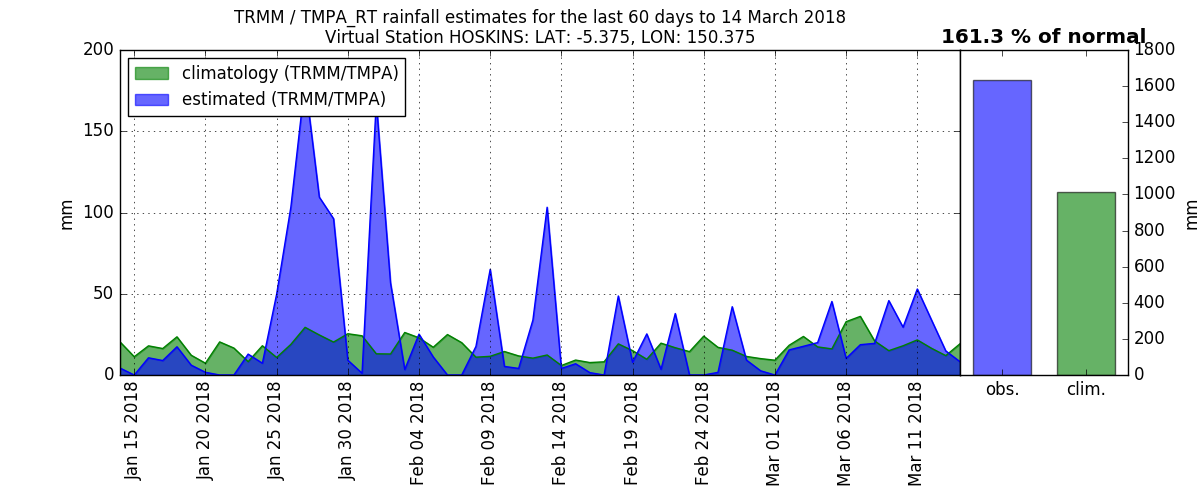 TRMM / TMPA_RT rainfall estimates for the last 60 days to 14 March 2018
Virtual Station HOSKINS: LAT: -5.375, LON: 150.375
161.3 % of normal
climatology (TRMM/TMPA)
estimated (TRMM/TMPA)
mm
200
150
100
50
0
Jan 15 2018
Jan 20 2018
Jan 25 2018
Jan 30 2018
Feb 04 2018
Feb 09 2018
Feb 14 2018
Feb 19 2018
Feb 24 2018
Mar 01 2018
Mar 06 2018
Mar 11 2018
1800
1600
1400
1200
1000
800
600
400
200
0
mm
obs.
clim.